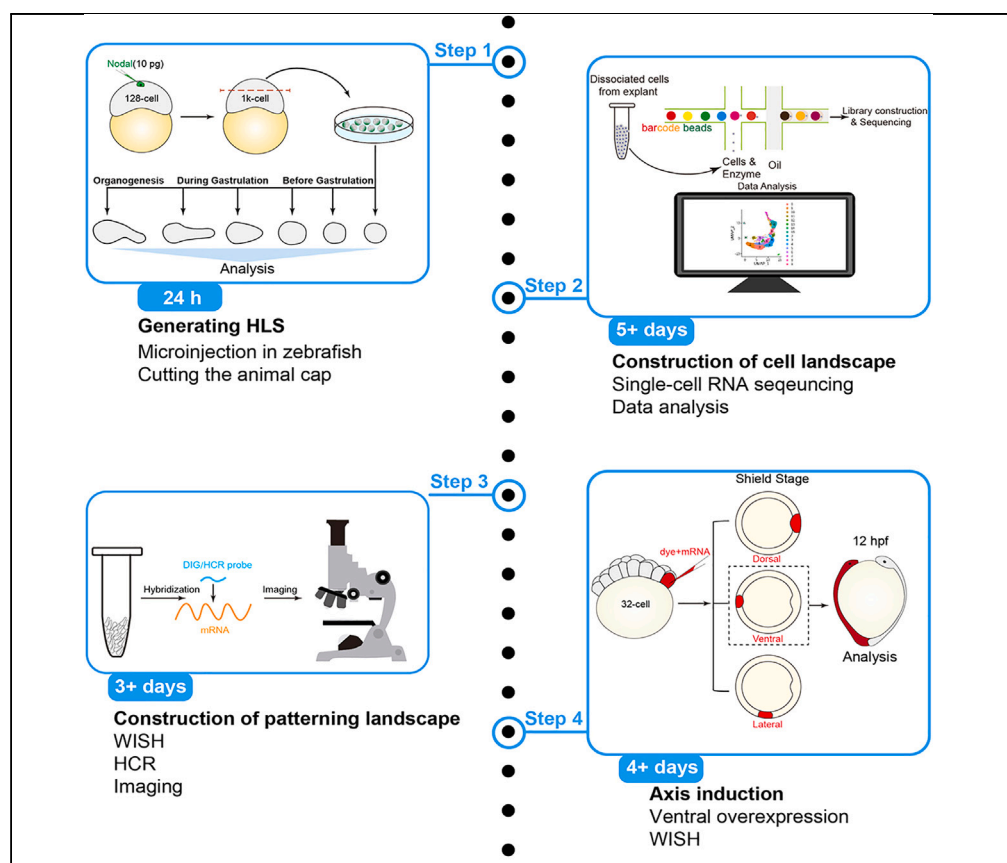 Step 1
Nodal(10 pg)
128-cell
1k-cell
Organogenesis During Gastrulation Before Gastrulation
Analysis
24 h
Generating HLS
Microinjection in zebrafish
Cutting the animal cap
Step 2
Dissociated cells
from explant
barcode beads
Library construction
& Sequencing
Cells &
Enzyme
Oil
Data Analysis
5+ days
Construction of cell landscape
Single-cell RNA seqeuncing
Data analysis
Step 3
DIG/HCR probe
Hybridization
Imaging
mRNA
3+ days
Construction of patterning landscape
WISH
HCR
Imaging
Step 4
Shield Stage
dye+mRNA
32-cell
Dorsal
Ventral
Lateral
12 hpf
Analysis
4+ days
Axis induction
Ventral overexpression
WISH